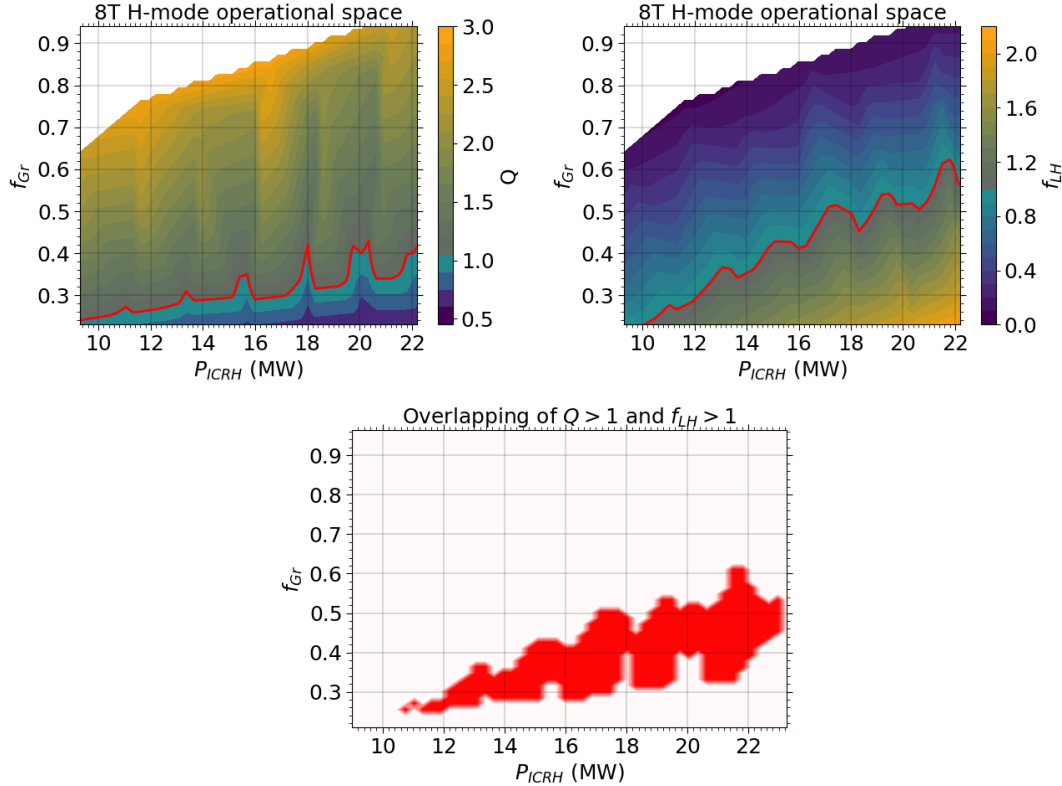 8T H-mode operational space
0.9
0.8
0.7
0.6
0.5
0.4
0.3
f_Gr
10 12 14 16 18 20 22
P_ICRH (MW)
3.0
2.5
2.0
1.5
1.0
0.5
Q
8T H-mode operational space
0.9
0.8
0.7
0.6
0.5
0.4
0.3
f_Gr
10 12 14 16 18 20 22
P_ICRH (MW)
2.0
1.6
1.2
0.8
0.4
0.0
f_LH
Overlapping of Q > 1 and f_LH > 1
0.9
0.8
0.7
0.6
0.5
0.4
0.3
f_Gr
10 12 14 16 18 20 22
P_ICRH (MW)